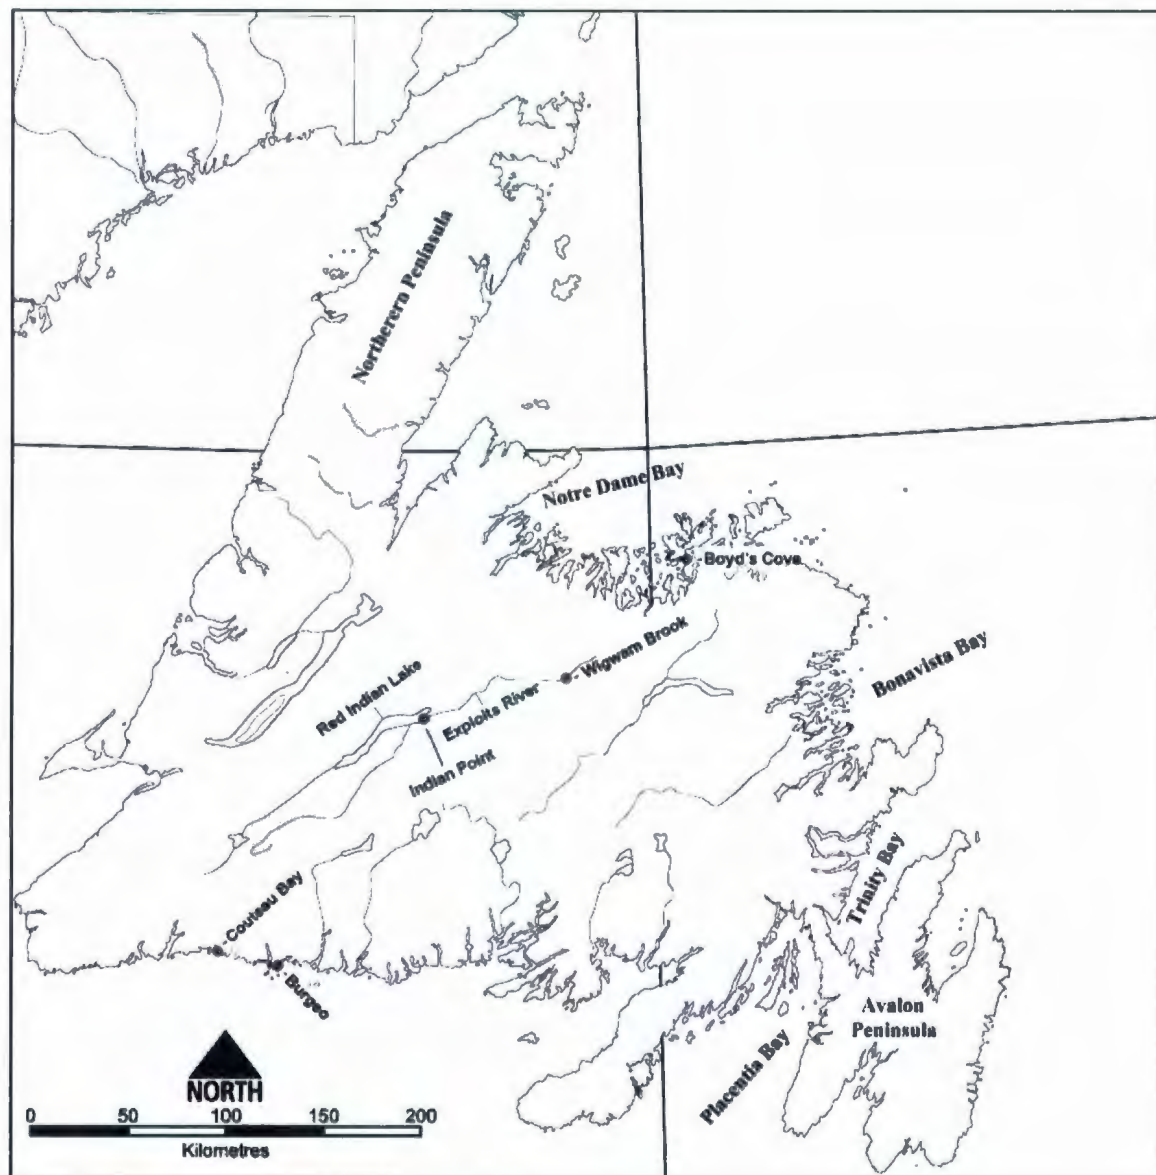 Northerero Peninsula
Notre Dame Bay
Boyd's Cove
Wigwam Brook
Bonavista Bay
Red Indian Lake
Exploits River
Indian Point
Trinity Bay
Couteau Bay
Burgeo
Avalon
Peninsula
Placentia Bay
NORTH
0 50 100 150 200
Kilometres